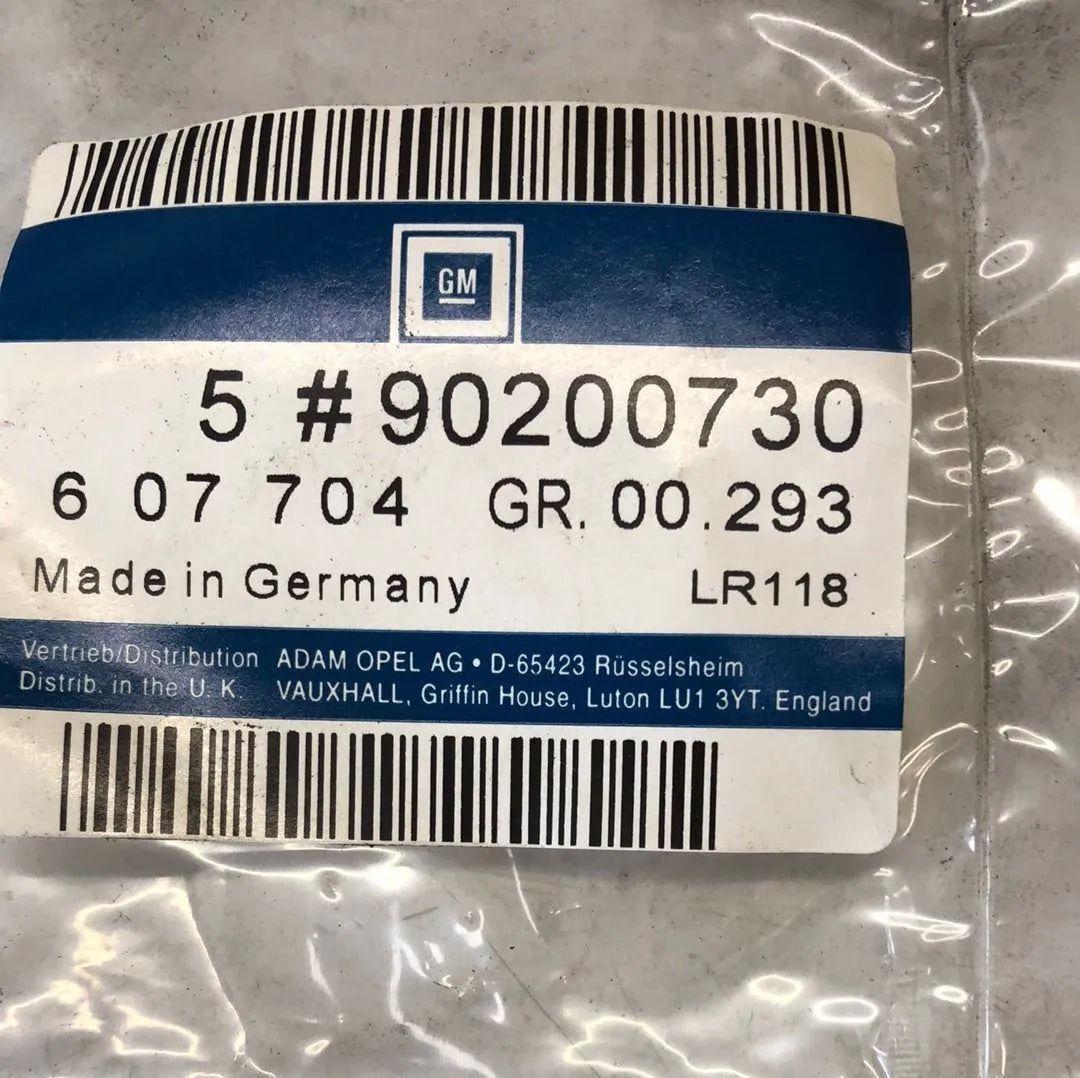 GM
5 #90200730
6 07 704 GR. 00.293
Made in Germany LR118
Vertrieb/Distribution ADAM OPEL AG • D-65423 Rüsselsheim
Distrib. in the U. K. VAUXHALL, Griffin House, Luton LU1 3YT. England